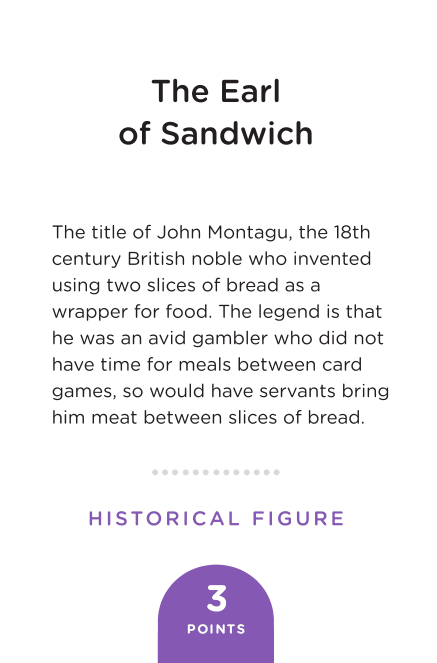 The Earl
of Sandwich
The title of John Montagu, the 18th
century British noble who invented
using two slices of bread as a
wrapper for food. The legend is that
he was an avid gambler who did not
have time for meals between card
games, so would have servants bring
him meat between slices of bread.
HISTORICAL FIGURE
3
POINTS